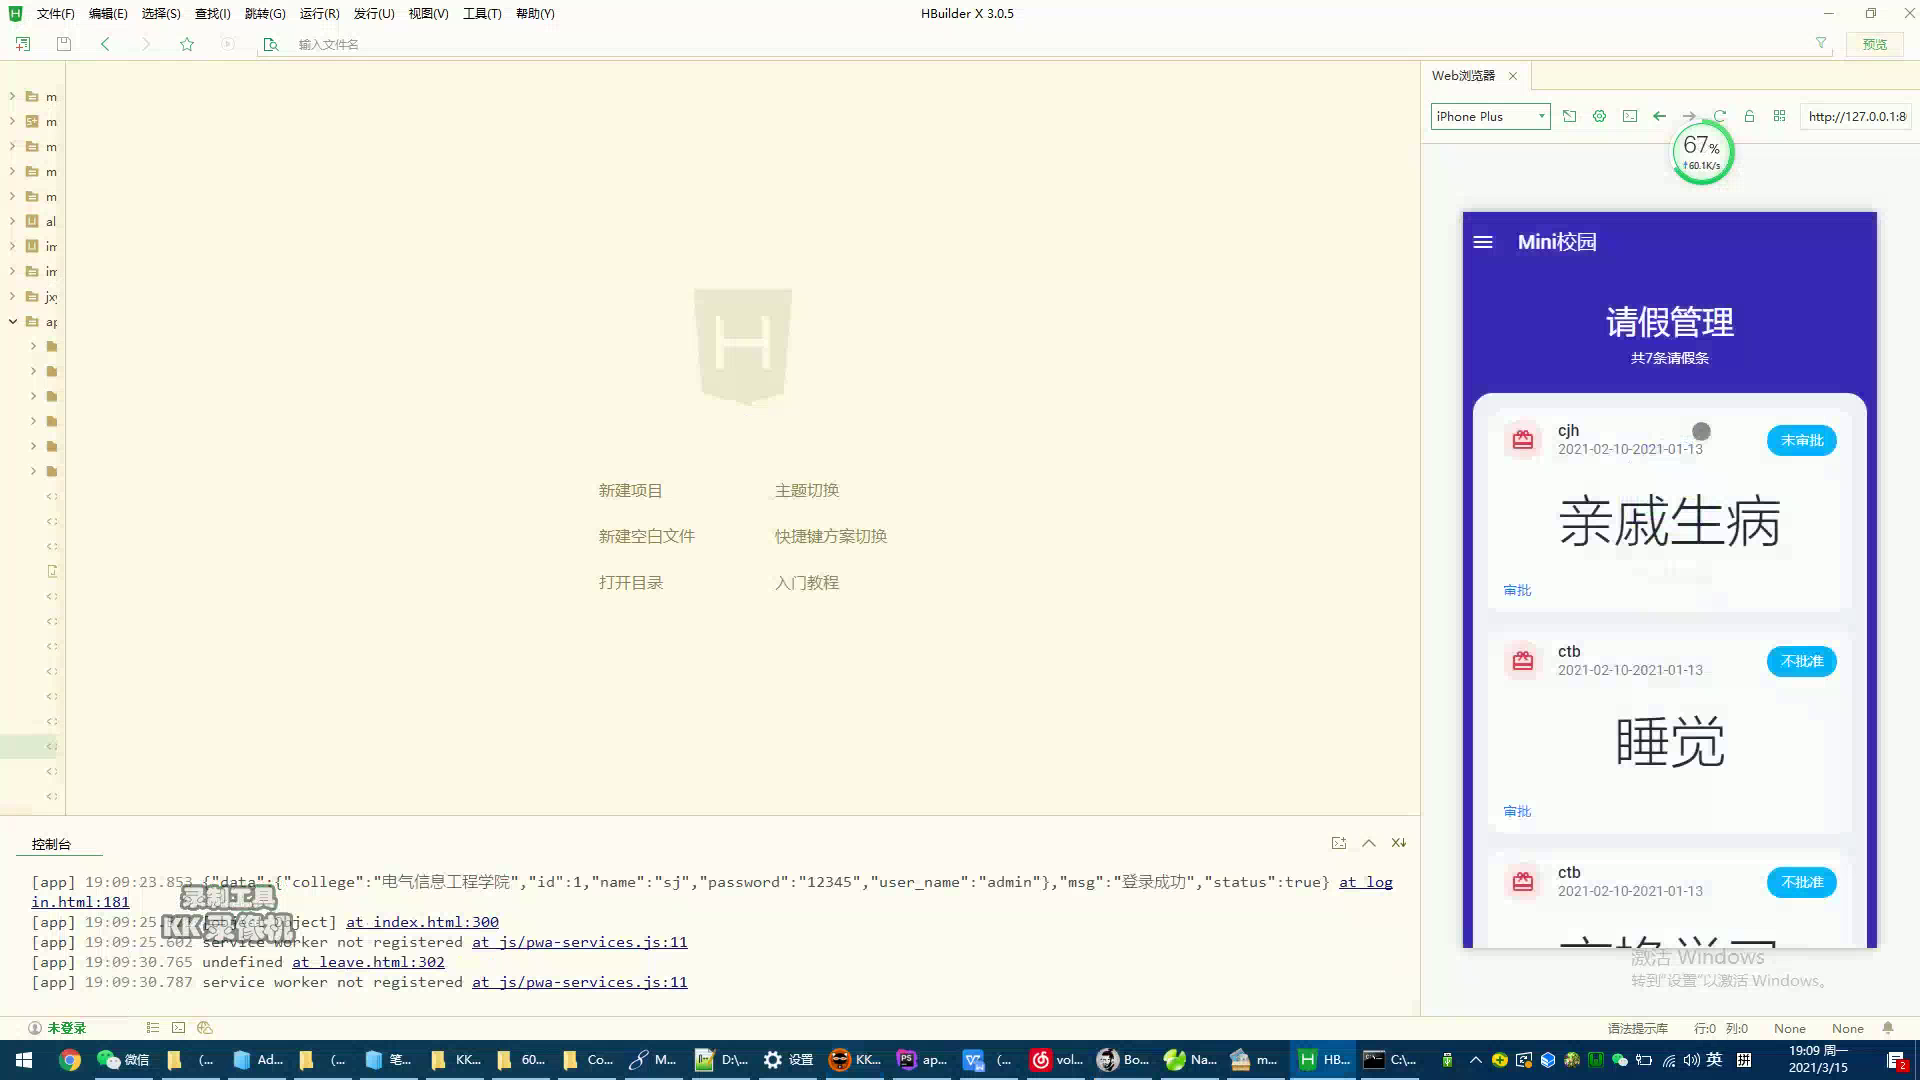 文件(F) 编辑(E) 选择(S) 查找(I) 跳转(G) 运行(R) 发行(U) 视图(V) 工具(T) 帮助(Y)
HBuilder X 3.0.5
输入文件名
预览
m
m
m
m
m
al
im
im
jxy
ap
新建项目 主题切换
新建空白文件 快捷键方案切换
打开目录 入门教程
Web浏览器
iPhone Plus
http://127.0.0.1:8
67%
↑60.1K/s
Mini校园
请假管理
共7条请假条
cjh
2021-02-10-2021-01-13
未审批
亲戚生病
审批
ctb
2021-02-10-2021-01-13
不批准
睡觉
审批
ctb
2021-02-10-2021-01-13
不批准
激活 Windows
转到"设置"以激活 Windows。
控制台
[app] 19:09:23.853 {"data":{"college":"电气信息工程学院","id":1,"name":"sj","password":"12345","user_name":"admin"},"msg":"登录成功","status":true} at log
in.html:181
[app] 19:09:25. ject] at index.html:300
[app] 19:09:25.602 service worker not registered at js/pwa-services.js:11
[app] 19:09:30.765 undefined at leave.html:302
[app] 19:09:30.787 service worker not registered at js/pwa-services.js:11
录制工具
KK录像机
未登录
语法提示库 行:0 列:0 None None
微信 (... Ad... (... 笔... KK... 60... Co... M... D:\... 设置 KK... ap... (... vol... Bo... Na... m... HB... C:\...
英 拼
19:09 周一
2021/3/15
2